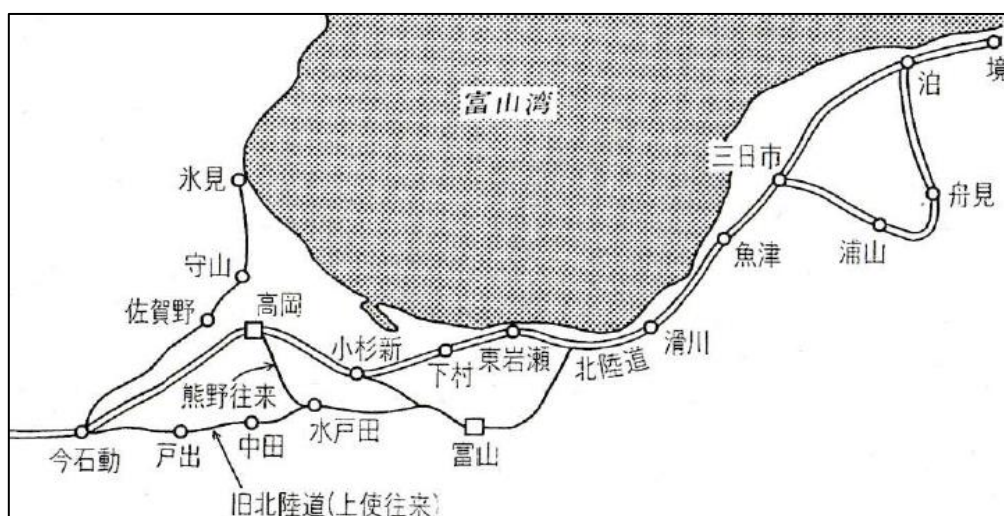 富山湾
境
泊
三日市
舟見
浦山
魚津
氷見
守山
佐賀野
高岡
小杉新
下村
東岩瀬
北陸道
滑川
熊野往来
水戸田
富山
今石動
戸出
中田
旧北陸道(上使往来)